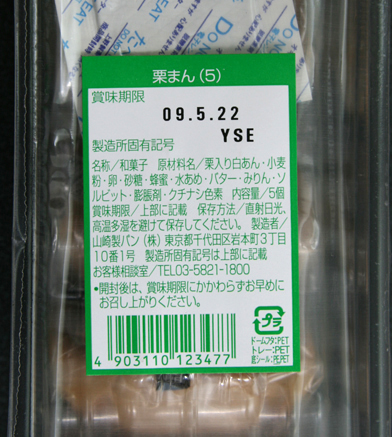 DO NOT EAT
栗まん(5)
賞味期限
09.5.22
YSE
製造所固有記号
名称/和菓子 原材料名/栗入り白あん・小麦
粉・卵・砂糖・蜂蜜・水あめ・バター・みりん・ソ
ルビット・膨脹剤・クチナシ色素 内容量/5個
賞味期限/上部に記載 保存方法/直射日光、
高温多湿を避けて保存してください。 製造者/
山崎製パン(株)東京都千代田区岩本町3丁目
10番1号 製造所固有記号は上部に記載
お客様相談室/TEL03-5821-1800
•開封後は、賞味期限にかかわらずお早めに
お召し上がりください。
プラ
ドームフタ:PET
トレー:PET
底シール:PE,PET
4 903110 123477